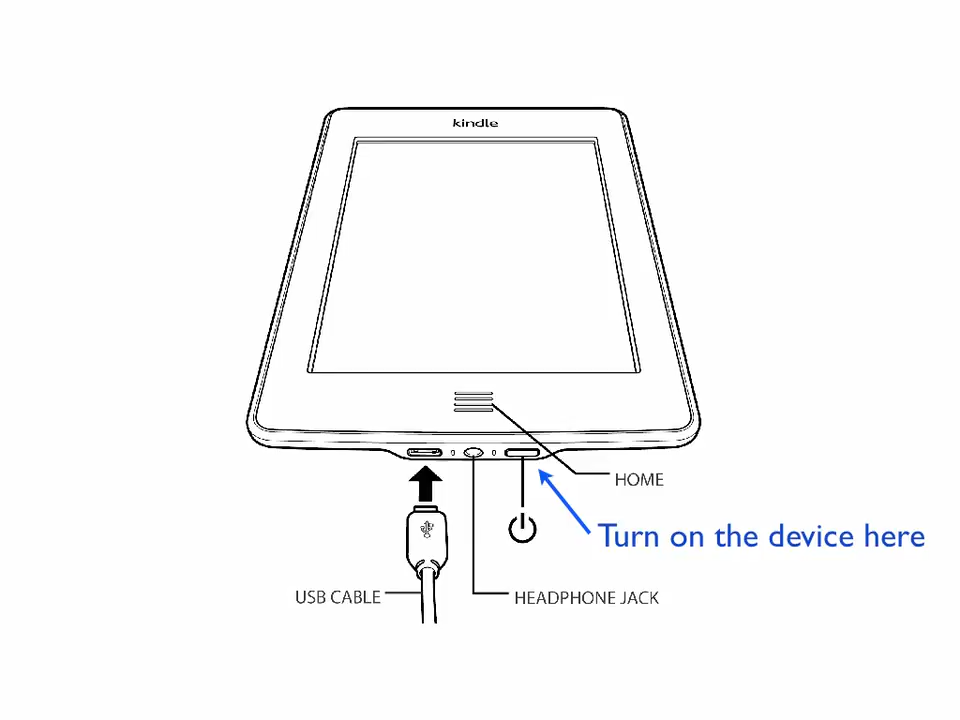 kindle
HOME
Turn on the device here
USB CABLE
HEADPHONE JACK